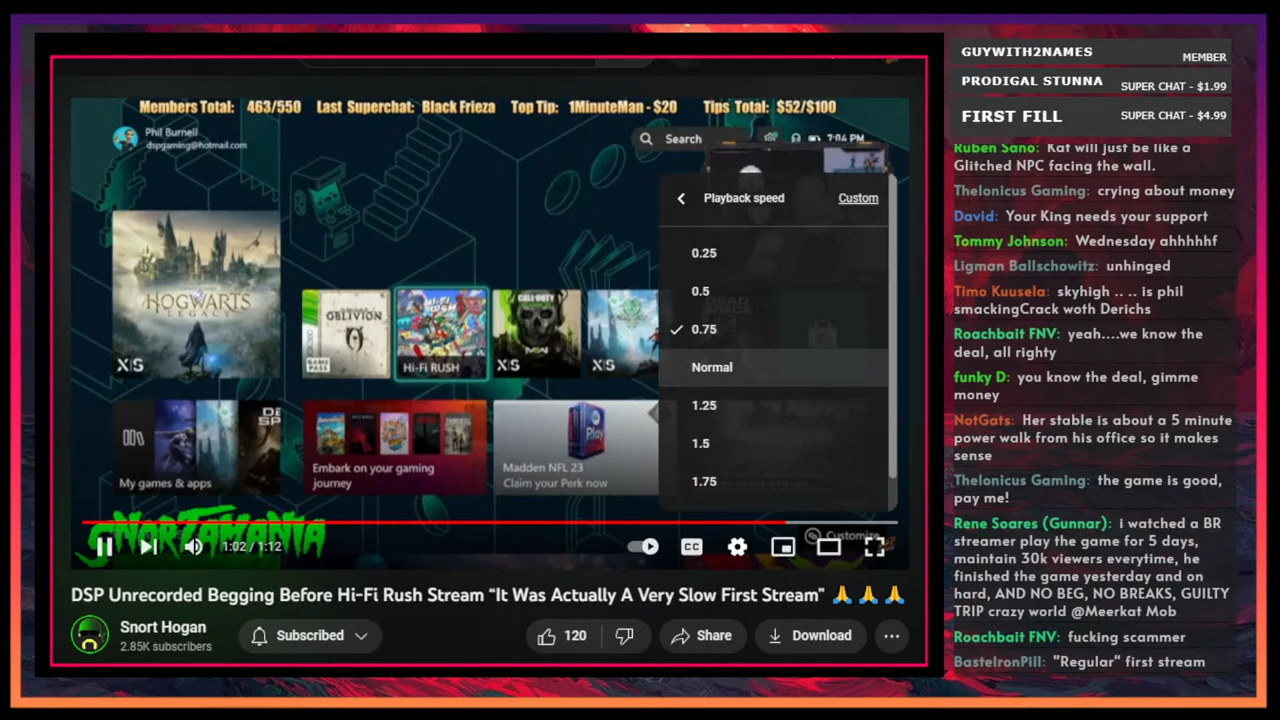 Members Total: 463/550 Last Superchat: Black Frieza Top Tip: 1MinuteMan - $20 Tips Total: $52/$100
Phil Burnell
dspgaming@hotmail.com
Search
7:04 PM
Playback speed Custom
0.25
0.5
0.75
Normal
1.25
1.5
1.75
HOGWARTS
LEGACY
X|S
OBLIVION
GAME PASS
Hi-Fi RUSH
CALL·DUTY
X|S
X|S
My games & apps
Embark on your gaming
journey
Play
Madden NFL 23
Claim your Perk now
SNORTAMANIA
Customize
1:02 / 1:12
CC
DSP Unrecorded Begging Before Hi-Fi Rush Stream "It Was Actually A Very Slow First Stream" 🙏🙏🙏
Snort Hogan
2.85K subscribers
Subscribed
120
Share
Download
GUYWITH2NAMES MEMBER
PRODIGAL STUNNA SUPER CHAT - $1.99
FIRST FILL SUPER CHAT - $4.99
Ruben Sano: Kat will just be like a
Glitched NPC facing the wall.
Thelonicus Gaming: crying about money
David: Your King needs your support
Tommy Johnson: Wednesday ahhhhhf
Ligman Ballschowitz: unhinged
Timo Kuusela: skyhigh .. .. is phil
smackingCrack woth Derichs
Roachbait FNV: yeah....we know the
deal, all righty
funky D: you know the deal, gimme
money
NotGats: Her stable is about a 5 minute
power walk from his office so it makes
sense
Thelonicus Gaming: the game is good,
pay me!
Rene Soares (Gunnar): i watched a BR
streamer play the game for 5 days,
maintain 30k viewers everytime, he
finished the game yesterday and on
hard, AND NO BEG, NO BREAKS, GUILTY
TRIP crazy world @Meerkat Mob
Roachbait FNV: fucking scammer
BasteIronPill: "Regular" first stream